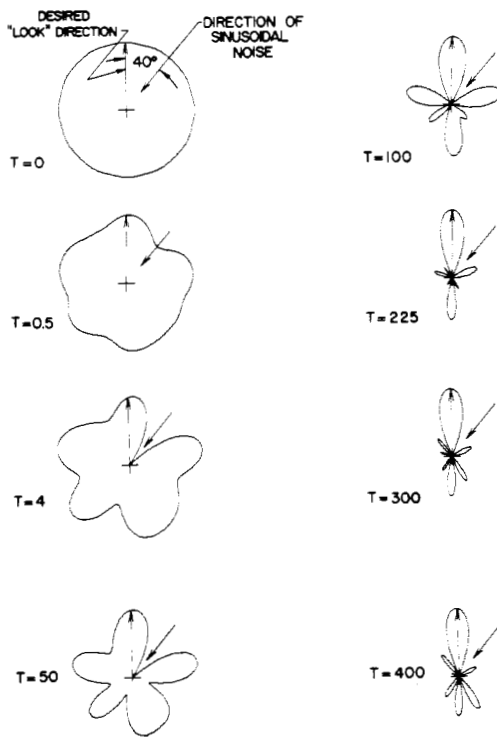 DESIRED
"LOOK" DIRECTION
DIRECTION OF
SINUSOIDAL
NOISE
40°
T=0
T=0.5
T=4
T=50
T=100
T=225
T=300
T=400